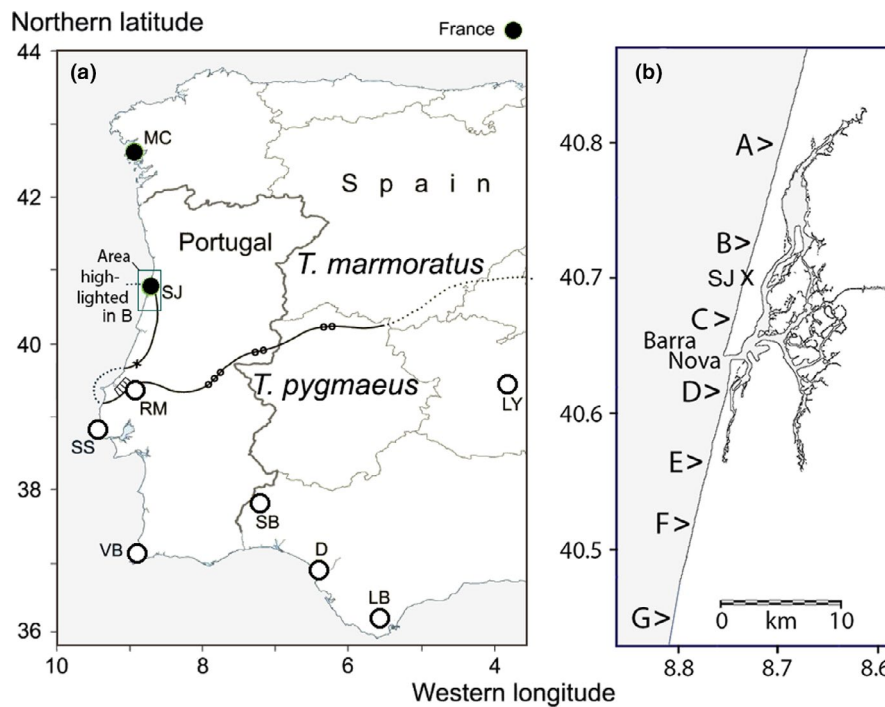 Northern latitude
France
44
(a)
MC
42
Spain
Portugal
T. marmoratus
Area
high-
lighted
in B
SJ
40
T. pygmaeus
RM
LY
SS
38
SB
VB
D
LB
36
10
8
6
4
Western longitude
(b)
40.8
A>
B>
40.7
SJ X
C>
Barra
Nova
D>
40.6
E>
F>
40.5
G>
0 km 10
8.8
8.7
8.6